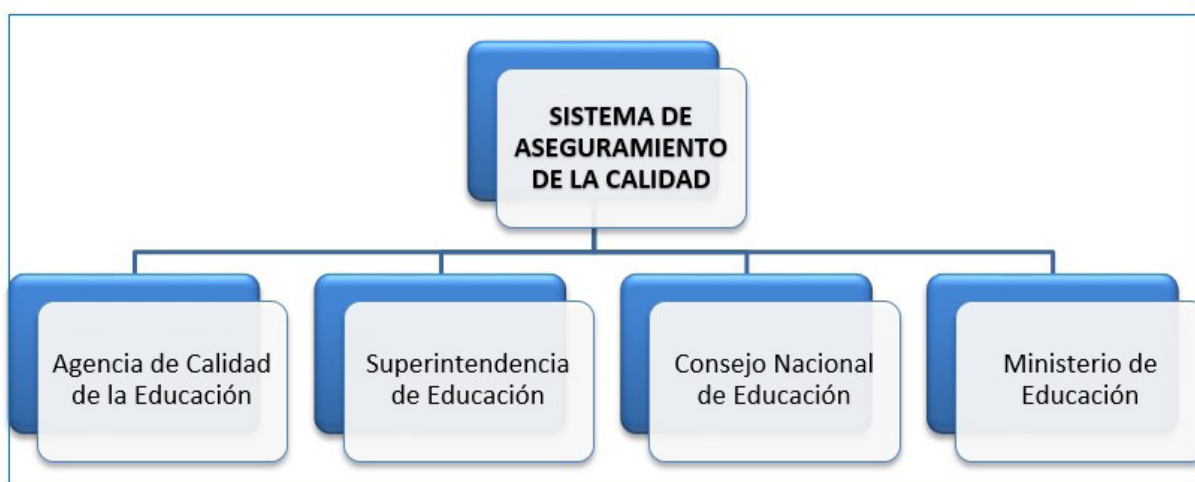 SISTEMA DE
ASEGURAMIENTO
DE LA CALIDAD
Agencia de Calidad
de la Educación
Superintendencia
de Educación
Consejo Nacional
de Educación
Ministerio de
Educación